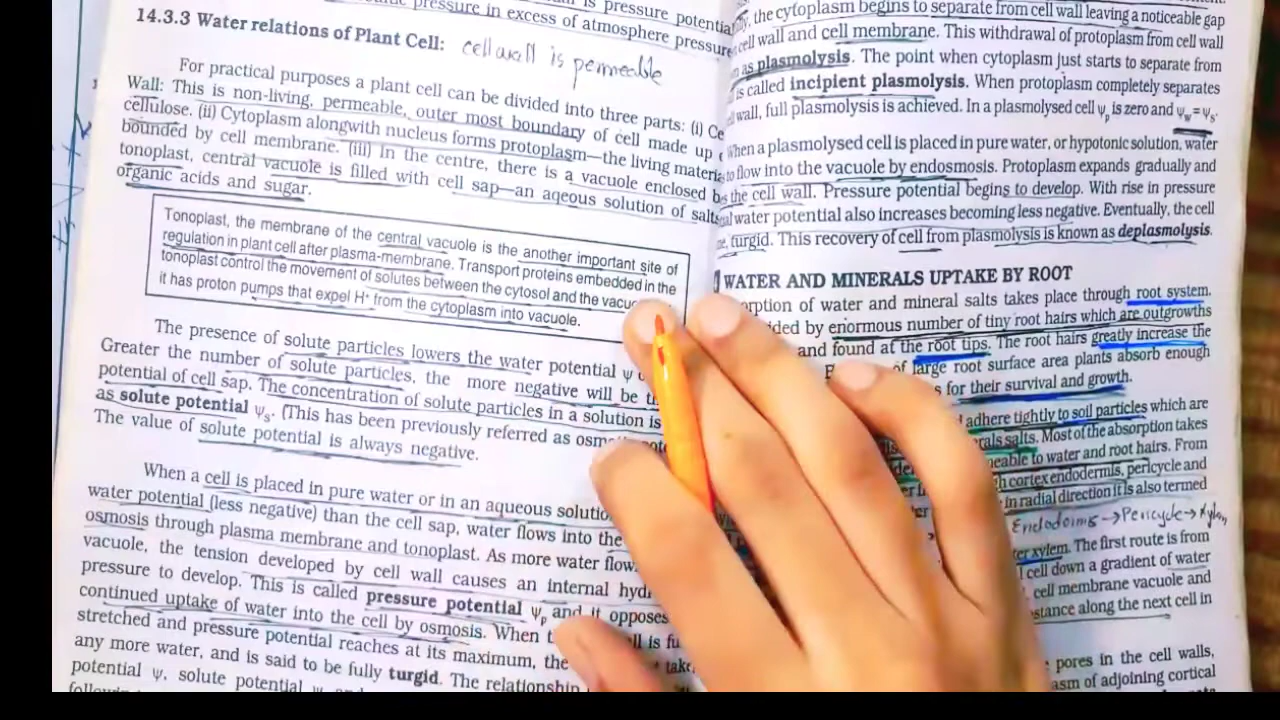 is pressure potential
pressure in excess of atmosphere pressure
14.3.3 Water relations of Plant Cell: cell wall is permeable
For practical purposes a plant cell can be divided into three parts: (i) Ce
Wall: This is non-living, permeable, outer most boundary of cell made up
cellulose. (ii) Cytoplasm alongwith nucleus forms protoplasm—the living materia
bounded by cell membrane. (iii) In the centre, there is a vacuole enclosed b
tonoplast, central vacuole is filled with cell sap—an aqeous solution of salts
organic acids and sugar.
Tonoplast, the membrane of the central vacuole is the another important site of
regulation in plant cell after plasma-membrane. Transport proteins embedded in the
tonoplast control the movement of solutes between the cytosol and the vacuo
it has proton pumps that expel H⁺ from the cytoplasm into vacuole.
The presence of solute particles lowers the water potential ψ
Greater the number of solute particles, the more negative will be
potential of cell sap. The concentration of solute particles in a solution is
as solute potential ψs. (This has been previously referred as
The value of solute potential is always negative.
When a cell is placed in pure water or in an aqueous solutio
water potential (less negative) than the cell sap, water flows into the
osmosis through plasma membrane and tonoplast. As more water flow
vacuole, the tension developed by cell wall causes an internal hyd
pressure to develop. This is called pressure potential ψp and it opposes
continued uptake of water into the cell by osmosis. When is fu
stretched and pressure potential reaches at its maximum, the take
any more water, and is said to be fully turgid. The relationship
potential ψ, solute potential
the cytoplasm begins to separate from cell wall leaving a noticeable gap
cell wall and cell membrane. This withdrawal of protoplasm from cell wall
as plasmolysis. The point when cytoplasm just starts to separate from
is called incipient plasmolysis. When protoplasm completely separates
wall, full plasmolysis is achieved. In a plasmolysed cell ψp is zero and ψw=ψs.
When a plasmolysed cell is placed in pure water, or hypotonic solution, water
to flow into the vacuole by endosmosis. Protoplasm expands gradually and
the cell wall. Pressure potential begins to develop. With rise in pressure
water potential also increases becoming less negative. Eventually, the cell
turgid. This recovery of cell from plasmolysis is known as deplasmolysis.
WATER AND MINERALS UPTAKE BY ROOT
orption of water and mineral salts takes place through root system.
ided by enormous number of tiny root hairs which are outgrowths
and found at the root tips. The root hairs greatly increase the
of large root surface area plants absorb enough
for their survival and growth.
adhere tightly to soil particles which are
erals salts. Most of the absorption takes
meable to water and root hairs. From
cortex endodermis, pericycle and
in radial direction it is also termed
Endodoims → Pericycle → Xylem
ter xylem. The first route is from
cell down a gradient of water
cell membrane vacuole and
stance along the next cell in
pores in the cell walls,
asm of adjoining cortical